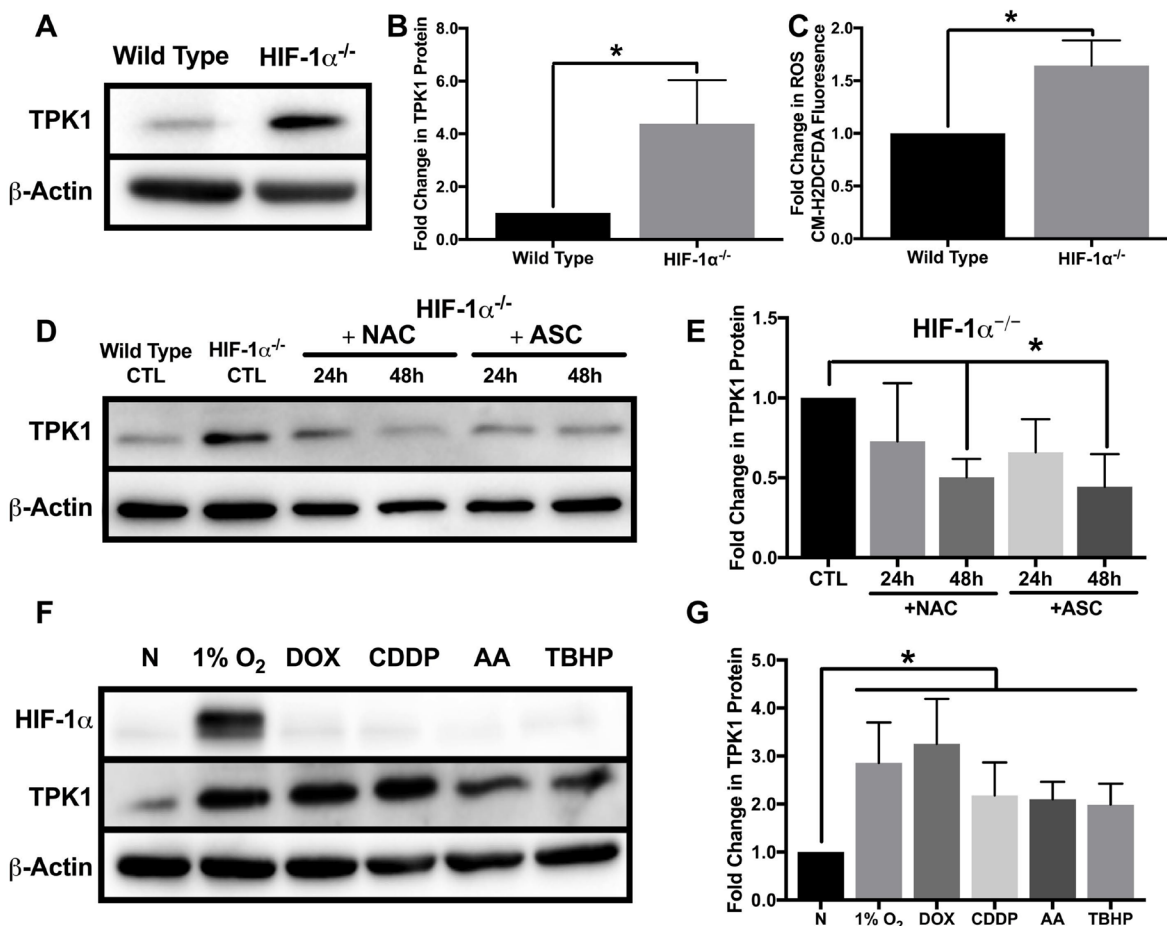 A
Wild Type HIF-1α-/-
TPK1
β-Actin
B
Fold Change in TPK1 Protein
8.0
6.0
4.0
2.0
0.0
*
Wild Type HIF-1α-/-
C
Fold Change in ROS
CM-H2DCFDA Fluoresence
2.0
1.5
1.0
0.5
0.0
*
Wild Type HIF-1α-/-
D
HIF-1α-/-
+ NAC + ASC
Wild Type HIF-1α-/-
CTL CTL 24h 48h 24h 48h
TPK1
β-Actin
E
HIF-1α−/−
*
Fold Change in TPK1 Protein
1.5
1.0
0.5
0.0
CTL 24h 48h 24h 48h
+NAC +ASC
F
N 1% O2 DOX CDDP AA TBHP
HIF-1α
TPK1
β-Actin
G
*
Fold Change in TPK1 Protein
5.0
4.0
3.0
2.0
1.0
0.0
N 1% O2 DOX CDDP AA TBHP